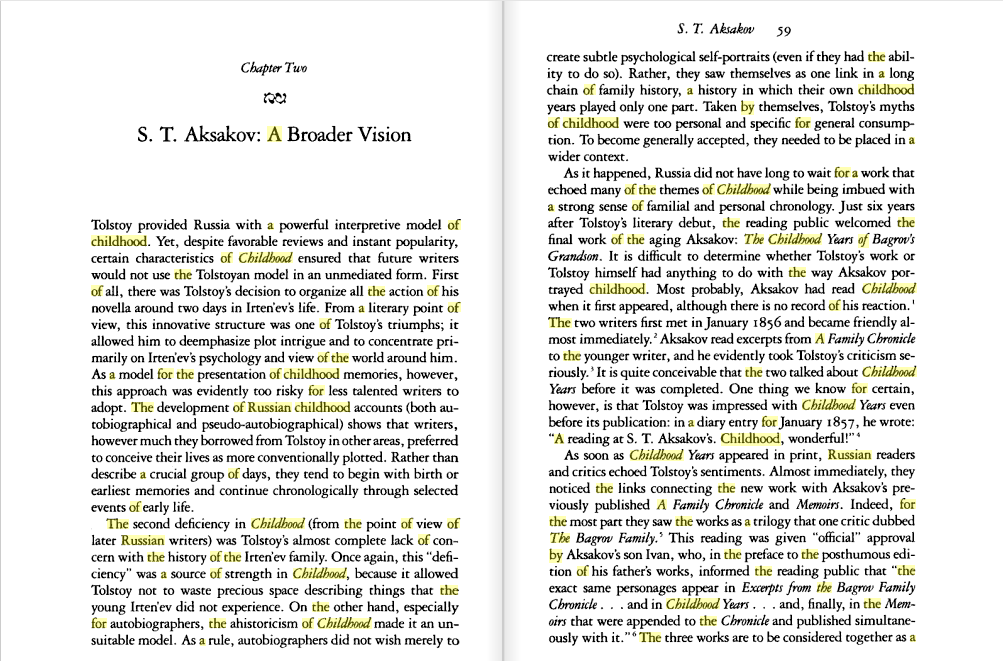 Chapter Two
S. T. Aksakov: A Broader Vision
Tolstoy provided Russia with a powerful interpretive model of
childhood. Yet, despite favorable reviews and instant popularity,
certain characteristics of Childhood ensured that future writers
would not use the Tolstoyan model in an unmediated form. First
of all, there was Tolstoy's decision to organize all the action of his
novella around two days in Irten'ev's life. From a literary point of
view, this innovative structure was one of Tolstoy's triumphs; it
allowed him to deemphasize plot intrigue and to concentrate pri-
marily on Irten'ev's psychology and view of the world around him.
As a model for the presentation of childhood memories, however,
this approach was evidently too risky for less talented writers to
adopt. The development of Russian childhood accounts (both au-
tobiographical and pseudo-autobiographical) shows that writers,
however much they borrowed from Tolstoy in other areas, preferred
to conceive their lives as more conventionally plotted. Rather than
describe a crucial group of days, they tend to begin with birth or
earliest memories and continue chronologically through selected
events of early life.
The second deficiency in Childhood (from the point of view of
later Russian writers) was Tolstoy's almost complete lack of con-
cern with the history of the Irten'ev family. Once again, this "defi-
ciency" was a source of strength in Childhood, because it allowed
Tolstoy not to waste precious space describing things that the
young Irten'ev did not experience. On the other hand, especially
for autobiographers, the ahistoricism of Childhood made it an un-
suitable model. As a rule, autobiographers did not wish merely to
S. T. Aksakov 59
create subtle psychological self-portraits (even if they had the abil-
ity to do so). Rather, they saw themselves as one link in a long
chain of family history, a history in which their own childhood
years played only one part. Taken by themselves, Tolstoy's myths
of childhood were too personal and specific for general consump-
tion. To become generally accepted, they needed to be placed in a
wider context.
As it happened, Russia did not have long to wait for a work that
echoed many of the themes of Childhood while being imbued with
a strong sense of familial and personal chronology. Just six years
after Tolstoy's literary debut, the reading public welcomed the
final work of the aging Aksakov: The Childhood Years of Bagrov's
Grandson. It is difficult to determine whether Tolstoy's work or
Tolstoy himself had anything to do with the way Aksakov por-
trayed childhood. Most probably, Aksakov had read Childhood
when it first appeared, although there is no record of his reaction.¹
The two writers first met in January 1856 and became friendly al-
most immediately.² Aksakov read excerpts from A Family Chronicle
to the younger writer, and he evidently took Tolstoy's criticism se-
riously.³ It is quite conceivable that the two talked about Childhood
Years before it was completed. One thing we know for certain,
however, is that Tolstoy was impressed with Childhood Years even
before its publication: in a diary entry for January 1857, he wrote:
"A reading at S. T. Aksakov's. Childhood, wonderful!"⁴
As soon as Childhood Years appeared in print, Russian readers
and critics echoed Tolstoy's sentiments. Almost immediately, they
noticed the links connecting the new work with Aksakov's pre-
viously published A Family Chronicle and Memoirs. Indeed, for
the most part they saw the works as a trilogy that one critic dubbed
The Bagrov Family.⁵ This reading was given "official" approval
by Aksakov's son Ivan, who, in the preface to the posthumous edi-
tion of his father's works, informed the reading public that "the
exact same personages appear in Excerpts from the Bagrov Family
Chronicle . . . and in Childhood Years . . . and, finally, in the Mem-
oirs that were appended to the Chronicle and published simultane-
ously with it."⁶ The three works are to be considered together as a